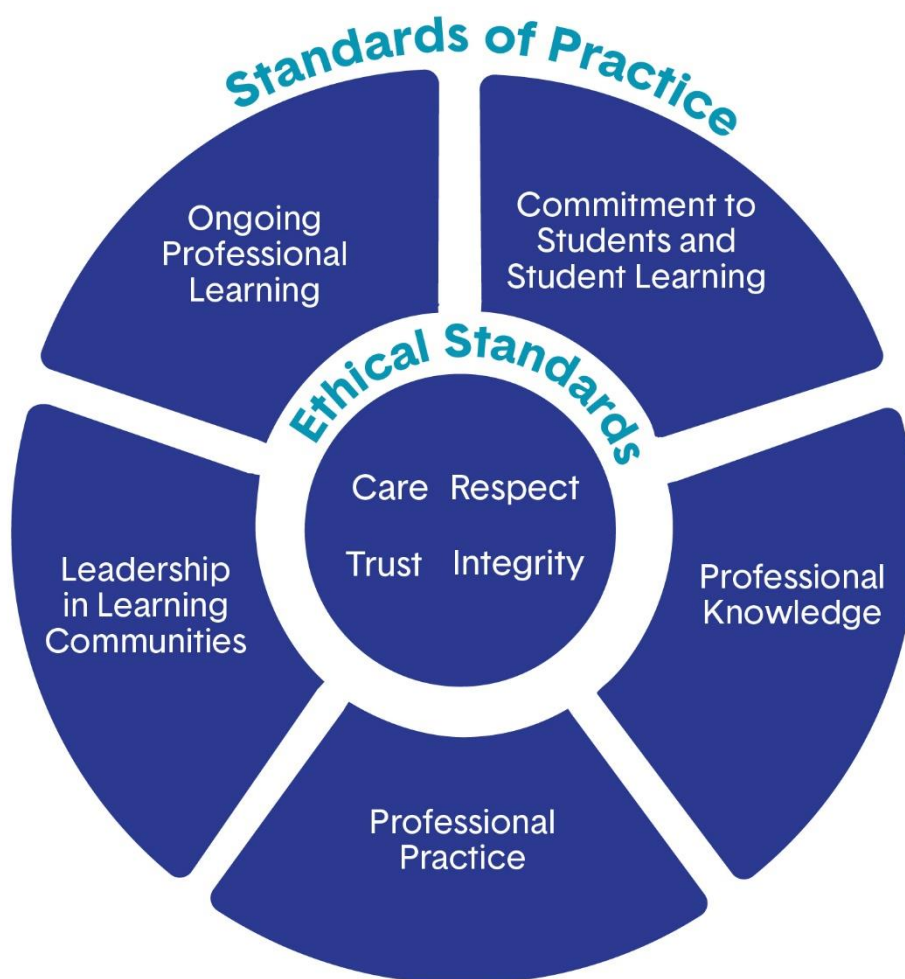 Standards of Practice
Ongoing
Professional
Learning
Commitment to
Students and
Student Learning
Ethical Standards
Care Respect
Trust Integrity
Leadership
in Learning
Communities
Professional
Knowledge
Professional
Practice